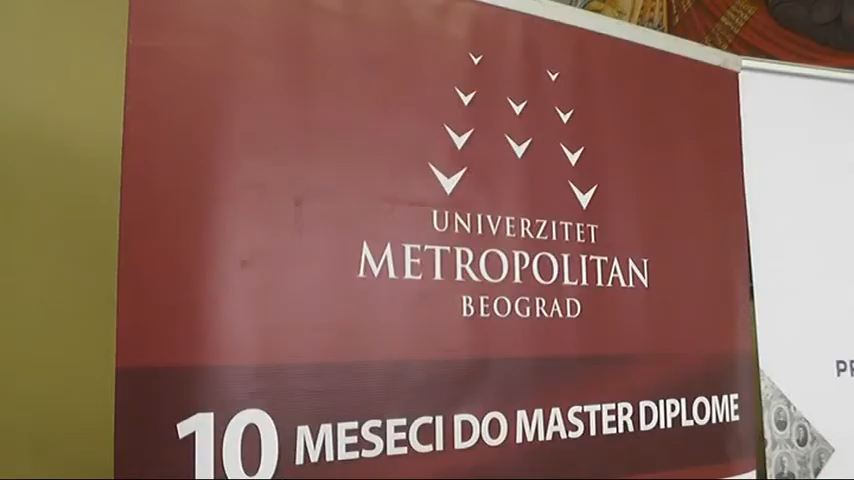 UNIVERZITET
METROPOLITAN
BEOGRAD
10 MESECI DO MASTER DIPLOME